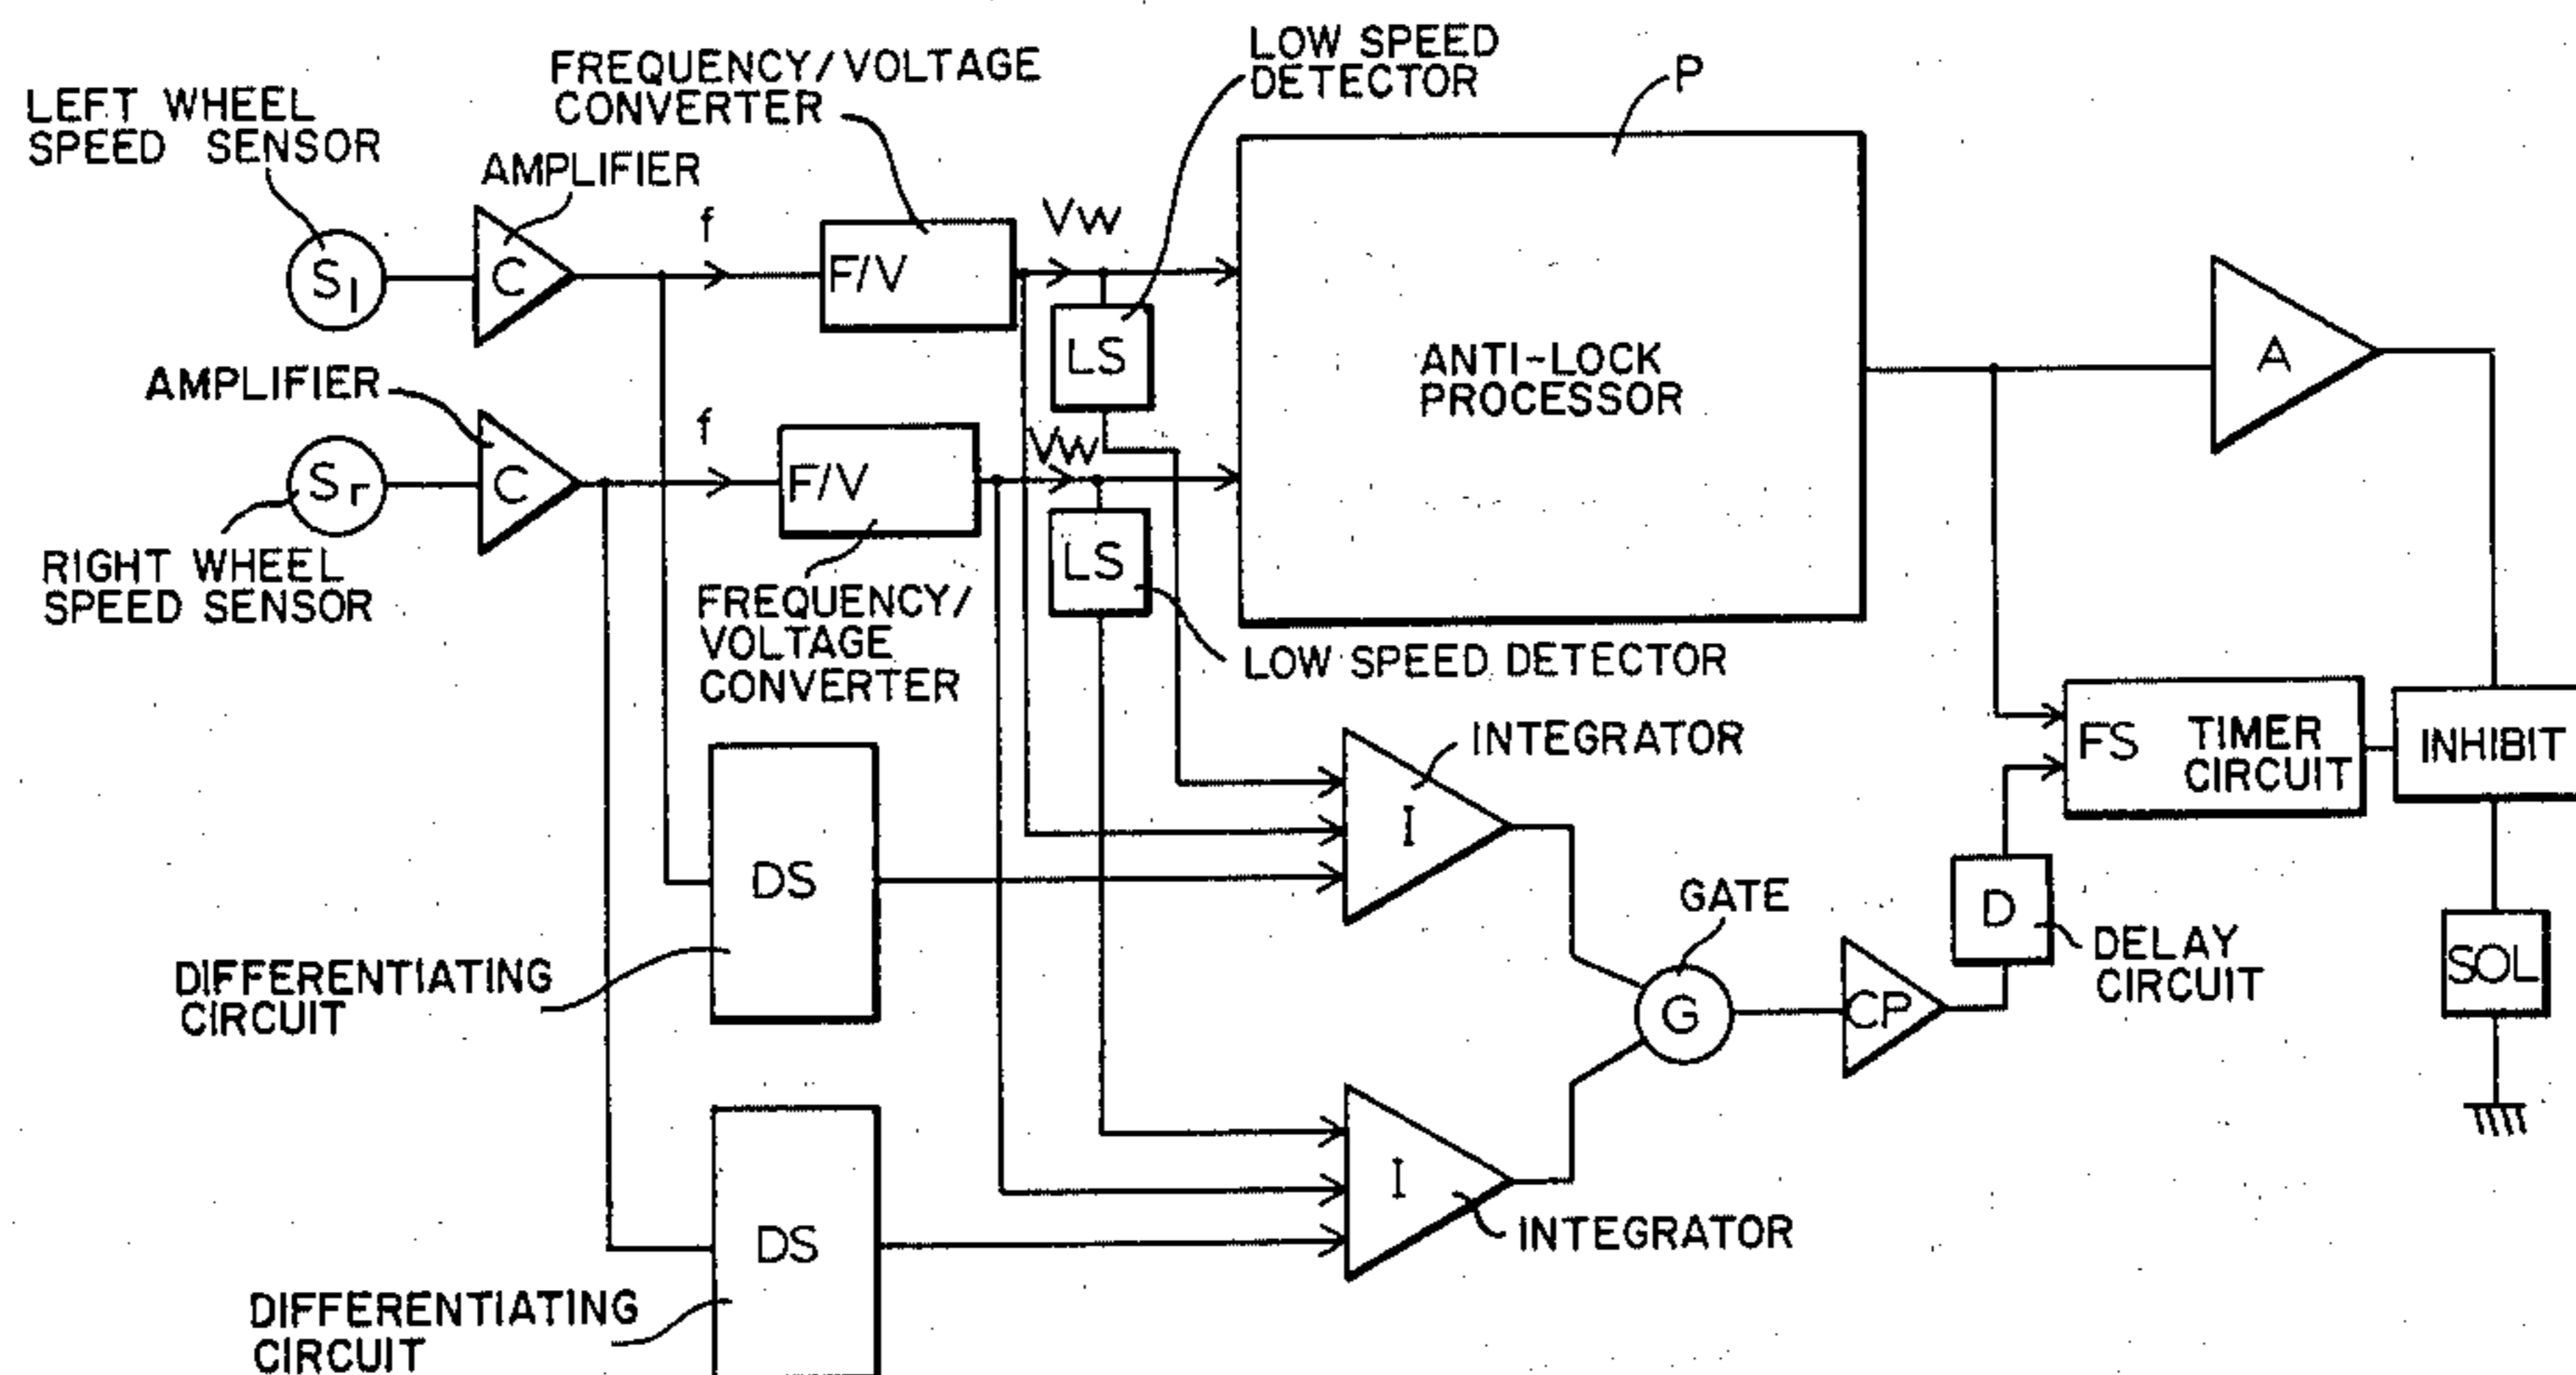 LOW SPEED
DETECTOR
P
FREQUENCY/VOLTAGE
CONVERTER
LEFT WHEEL
SPEED SENSOR
AMPLIFIER
f
Vw
Sl
C
F/V
LS
ANTI-LOCK
PROCESSOR
A
AMPLIFIER
f
Vw
Sr
C
F/V
LS
RIGHT WHEEL
SPEED SENSOR
FREQUENCY/
VOLTAGE
CONVERTER
LOW SPEED DETECTOR
INTEGRATOR
FS
TIMER
CIRCUIT
INHIBIT
I
DS
GATE
D
DELAY
CIRCUIT
SOL
DIFFERENTIATING
CIRCUIT
G
CP
I
INTEGRATOR
DS
DIFFERENTIATING
CIRCUIT